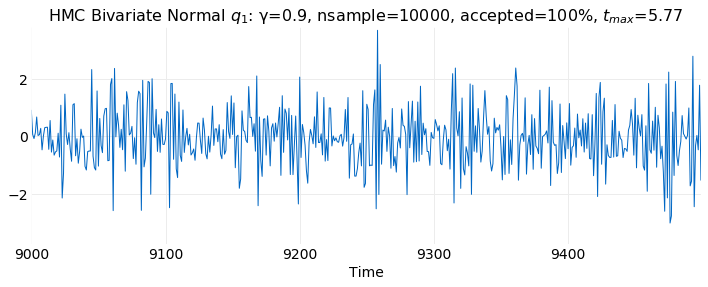 HMC Bivariate Normal q₁: γ=0.9, nsample=10000, accepted=100%, tₘₐₓ=5.77
2
0
−2
9000 9100 9200 9300 9400
Time